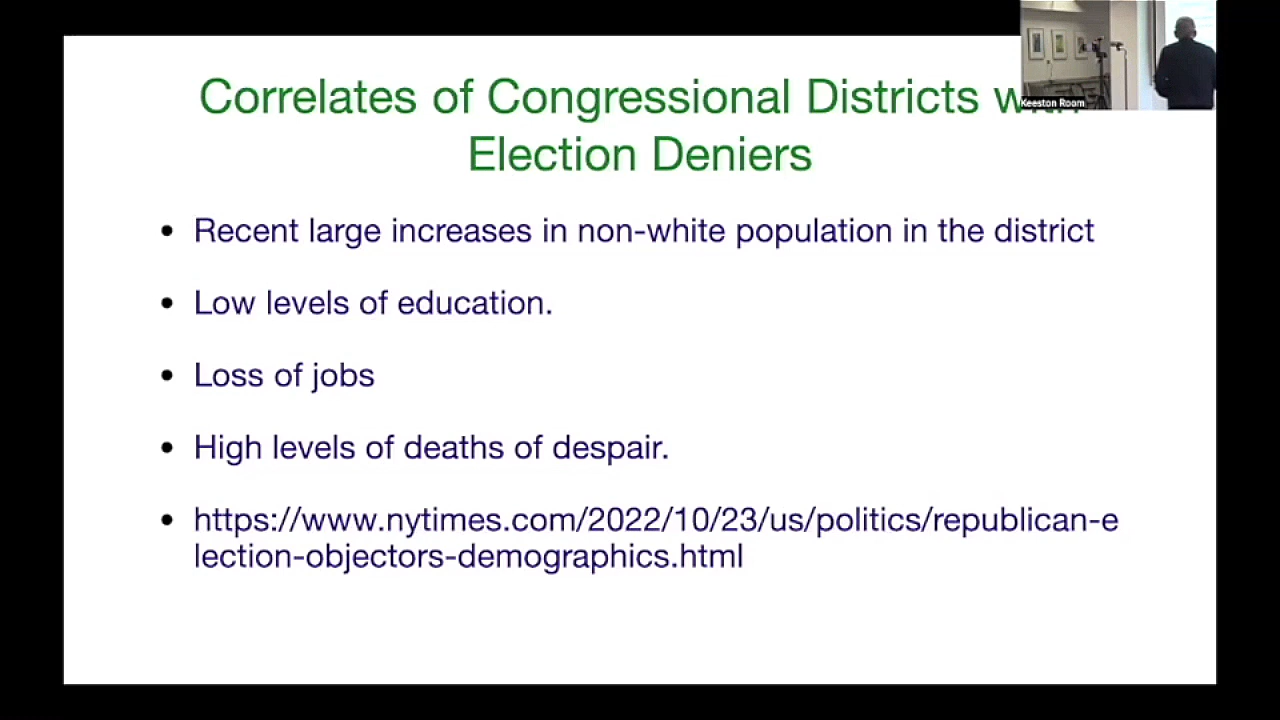 Correlates of Congressional Districts
Election Deniers
Keeston Room
• Recent large increases in non-white population in the district
• Low levels of education.
• Loss of jobs
• High levels of deaths of despair.
• https://www.nytimes.com/2022/10/23/us/politics/republican-e
lection-objectors-demographics.html